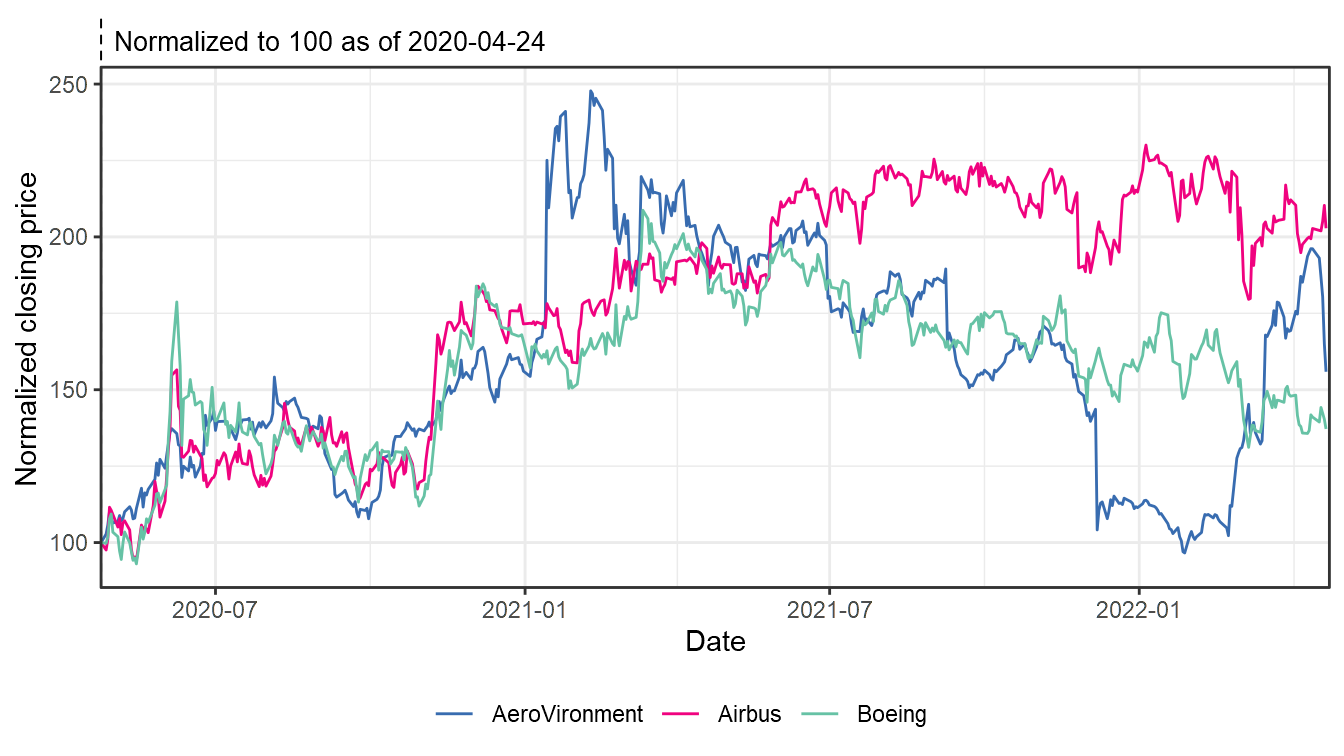 Normalized to 100 as of 2020-04-24
Normalized closing price
250
200
150
100
2020-07 2021-01 2021-07 2022-01
Date
AeroVironment Airbus Boeing